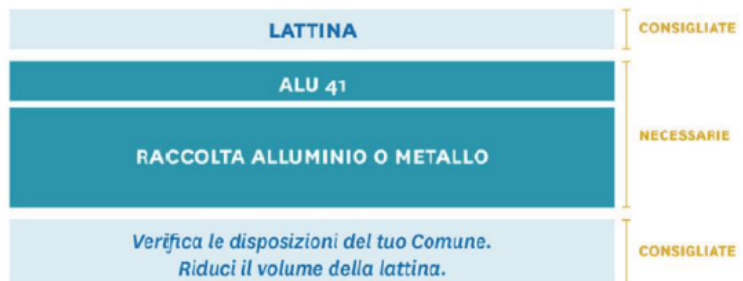 LATTINA
CONSIGLIATE
ALU 41
RACCOLTA ALLUMINIO O METALLO
NECESSARIE
Verifica le disposizioni del tuo Comune.
Riduci il volume della lattina.
CONSIGLIATE